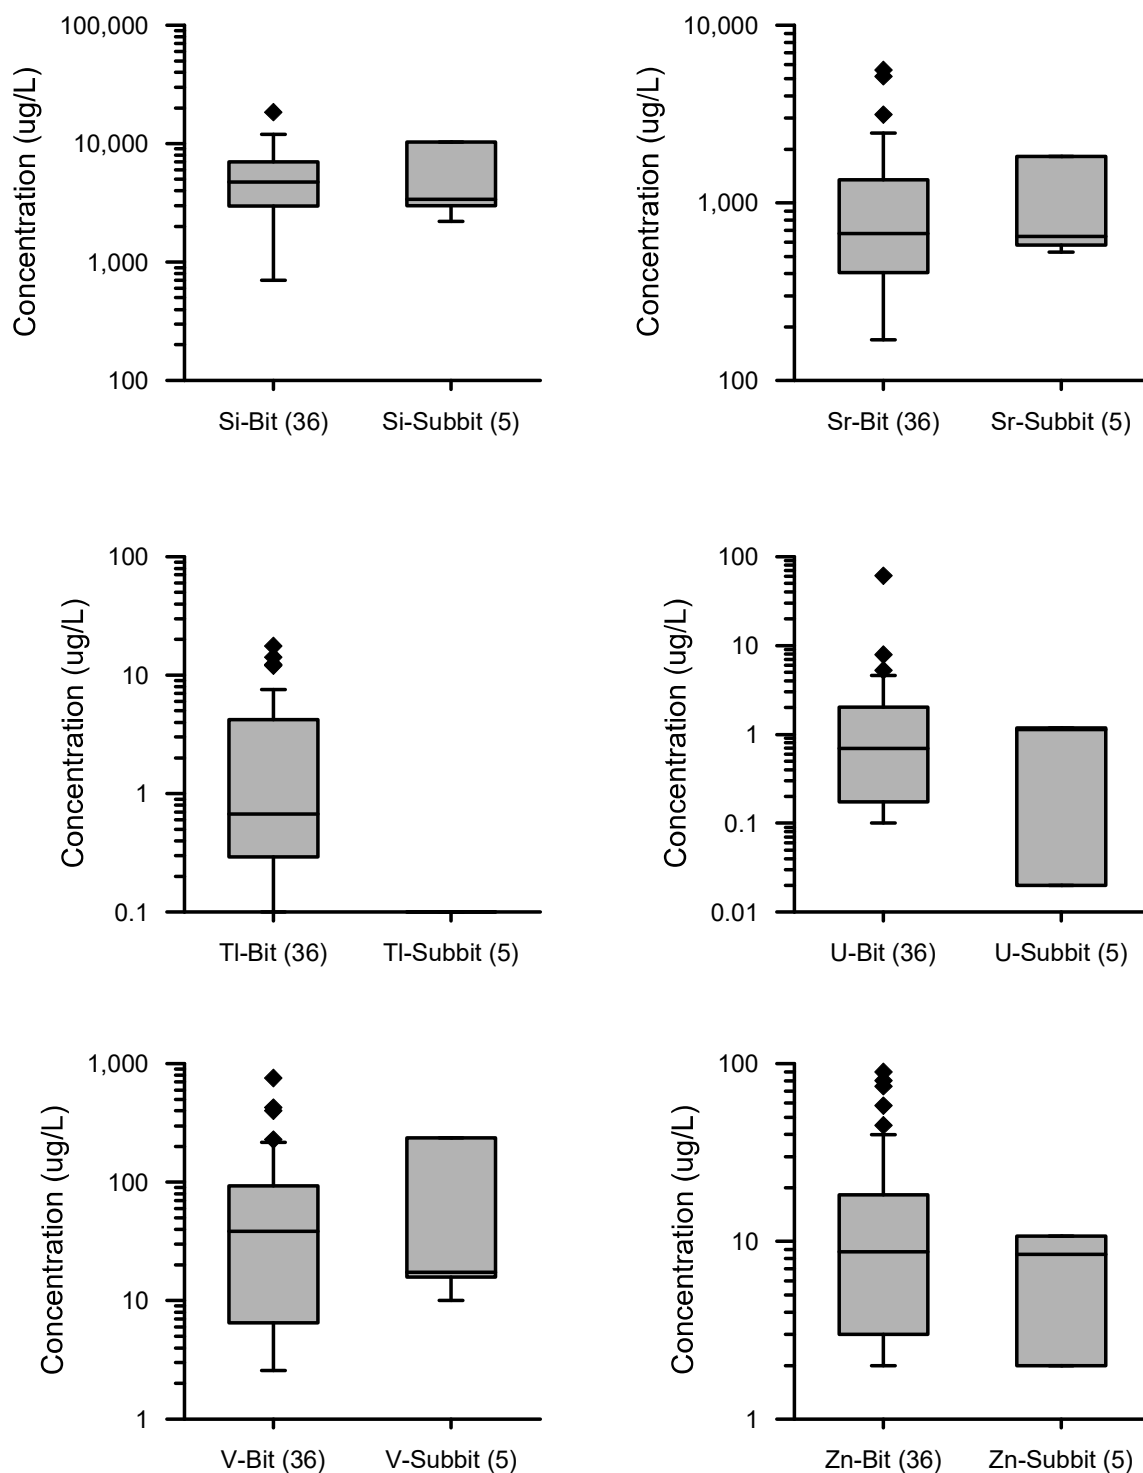 100,000
10,000
1,000
100
Concentration (ug/L)
Si-Bit (36)
Si-Subbit (5)
10,000
1,000
100
Concentration (ug/L)
Sr-Bit (36)
Sr-Subbit (5)
100
10
1
0.1
Concentration (ug/L)
Tl-Bit (36)
Tl-Subbit (5)
100
10
1
0.1
0.01
Concentration (ug/L)
U-Bit (36)
U-Subbit (5)
1,000
100
10
1
Concentration (ug/L)
V-Bit (36)
V-Subbit (5)
100
10
1
Concentration (ug/L)
Zn-Bit (36)
Zn-Subbit (5)